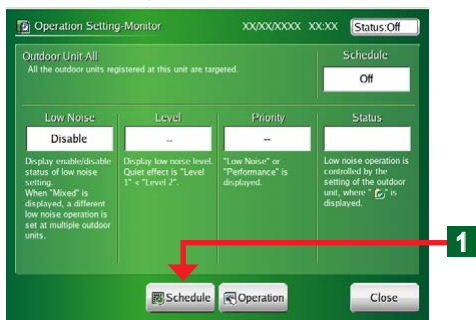 Operation Setting-Monitor XX/XX/XXXX XX:XX Status:Off
Outdoor Unit-All
All the outdoor units registered at this unit are targeted.
Schedule
Off
Low Noise
Disable
Display enable/disable
status of low noise
setting.
When "Mixed" is
displayed, a different
low noise operation is
set at multiple outdoor
units.
Level
--
Display low noise level.
Quiet effect is "Level
1" < "Level 2".
Priority
--
"Low Noise" or
"Performance" is
displayed.
Status
Low noise operation is
controlled by the
setting of the outdoor
unit, where " " is
displayed.
1
Schedule
Operation
Close